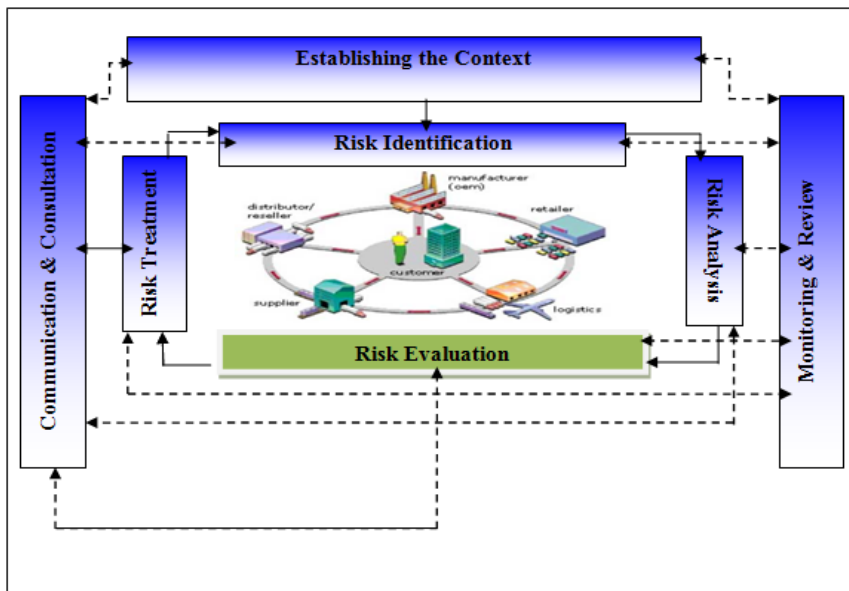 Establishing the Context
Risk Identification
Communication & Consultation
Risk Treatment
manufacturer
(oem)
distributor/
reseller
retailer
customer
supplier
logistics
Risk Analysis
Monitoring & Review
Risk Evaluation